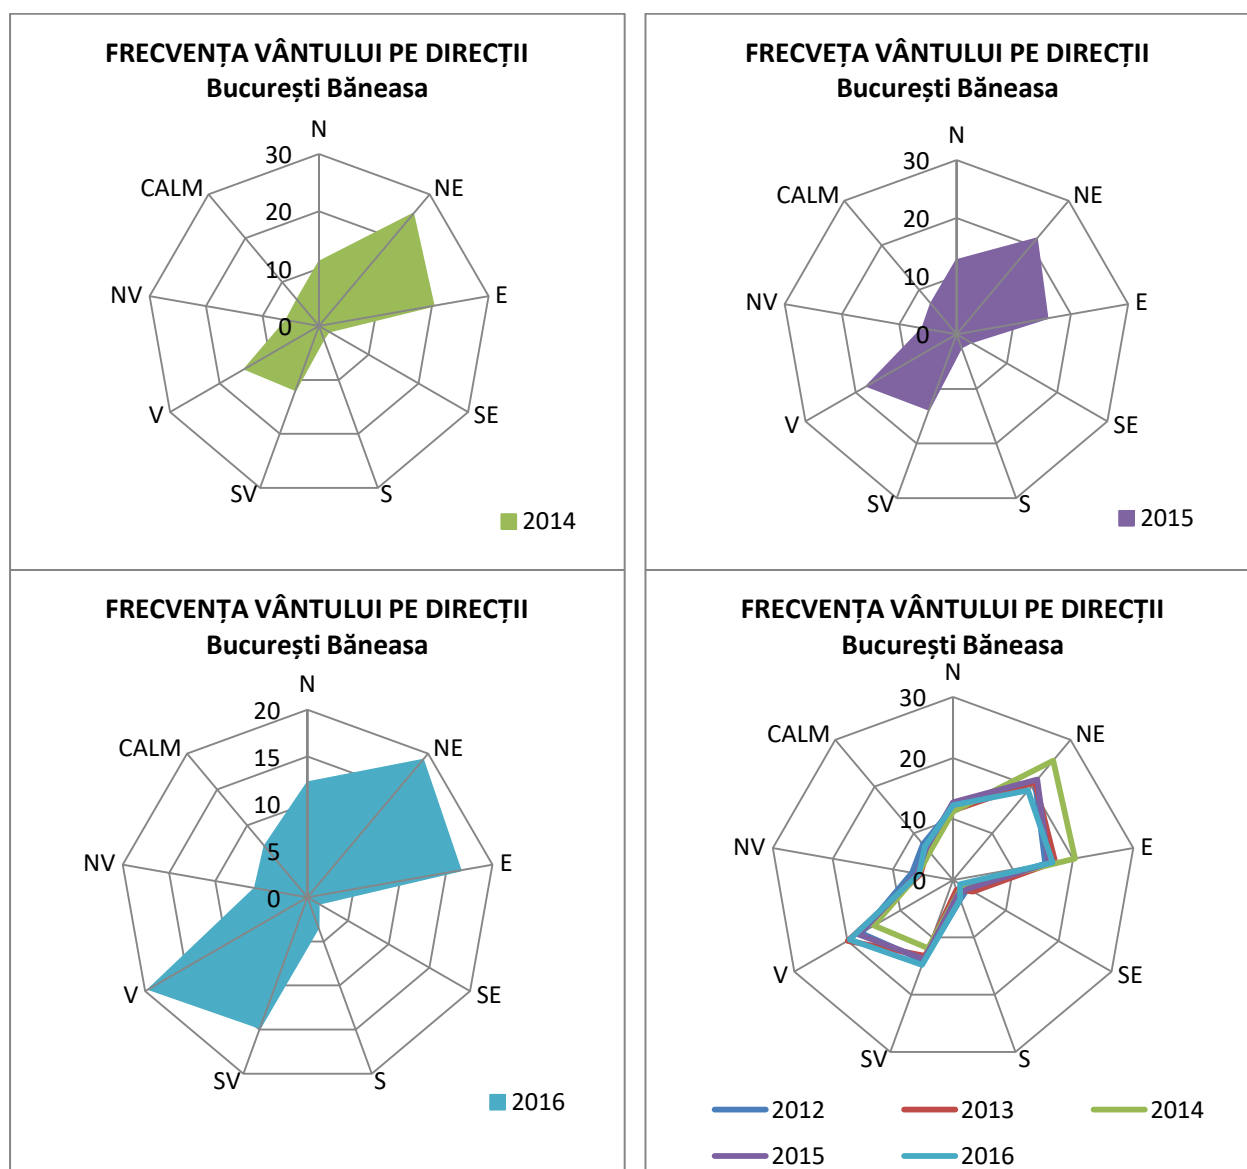 FRECVENȚA VÂNTULUI PE DIRECȚII
București Băneasa
N
30
NE
CALM
20
10
NV
E
0
V
SE
SV
S
2014
FRECVEȚA VÂNTULUI PE DIRECȚII
București Băneasa
N
30
NE
CALM
20
10
NV
E
0
V
SE
SV
S
2015
FRECVENȚA VÂNTULUI PE DIRECȚII
București Băneasa
N
20
CALM
NE
15
10
5
NV
E
0
V
SE
SV
S
2016
FRECVENȚA VÂNTULUI PE DIRECȚII
București Băneasa
N
30
CALM
NE
20
10
NV
E
0
V
SE
SV
S
2012 2013 2014
2015 2016